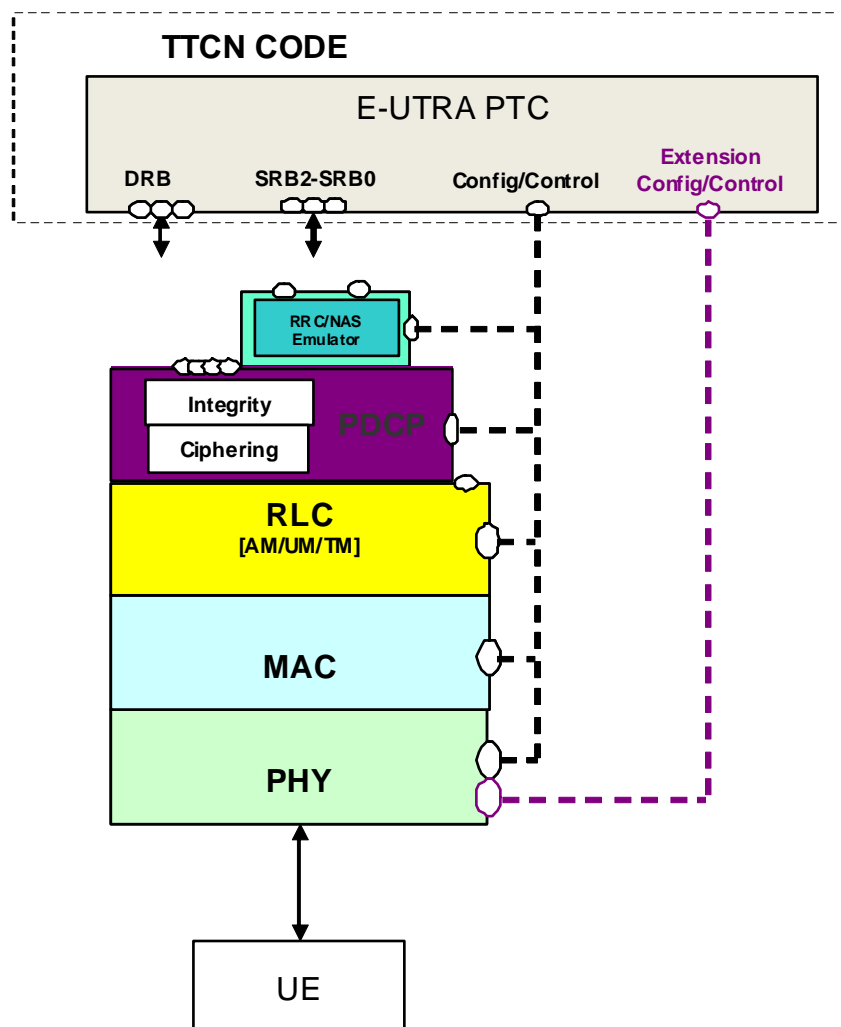 TTCN CODE
E-UTRA PTC
DRB
SRB2-SRB0
Config/Control
Extension
Config/Control
RRC/NAS
Emulator
Integrity
Ciphering
PDCP
RLC
[AM/UM/TM]
MAC
PHY
UE